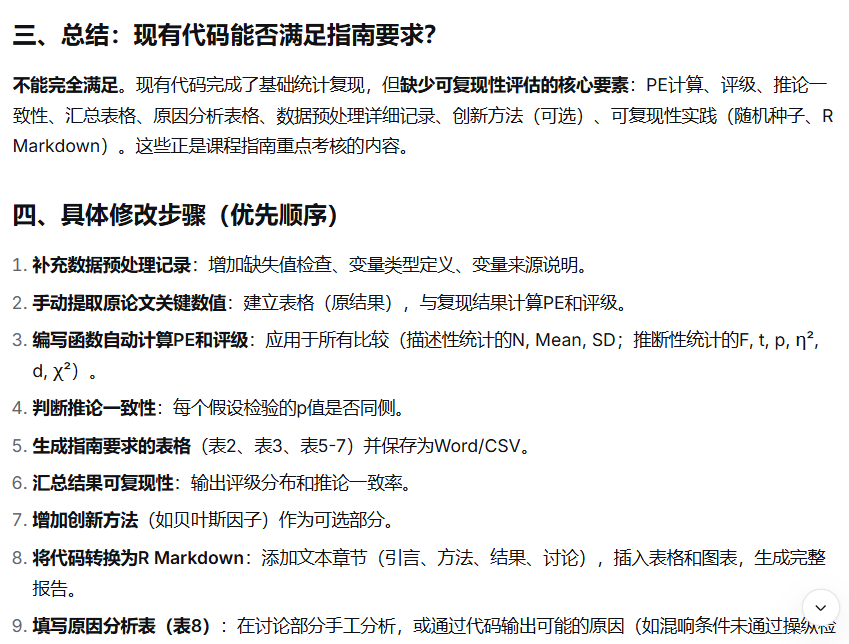 三、总结：现有代码能否满足指南要求？
不能完全满足。现有代码完成了基础统计复现，但缺少可复现性评估的核心要素：PE计算、评级、推论一
致性、汇总表格、原因分析表格、数据预处理详细记录、创新方法（可选）、可复现性实践（随机种子、R
Markdown）。这些正是课程指南重点考核的内容。
四、具体修改步骤（优先顺序）
1. 补充数据预处理记录：增加缺失值检查、变量类型定义、变量来源说明。
2. 手动提取原论文关键数值：建立表格（原结果），与复现结果计算PE和评级。
3. 编写函数自动计算PE和评级：应用于所有比较（描述性统计的N, Mean, SD；推断性统计的F, t, p, η²,
d, χ²）。
4. 判断推论一致性：每个假设检验的p值是否同侧。
5. 生成指南要求的表格（表2、表3、表5-7）并保存为Word/CSV。
6. 汇总结果可复现性：输出评级分布和推论一致率。
7. 增加创新方法（如贝叶斯因子）作为可选部分。
8. 将代码转换为R Markdown：添加文本章节（引言、方法、结果、讨论），插入表格和图表，生成完整
报告。
9. 填写原因分析表（表8）：在讨论部分手工分析，或通过代码输出可能的原因（如混响条件未通过操纵检